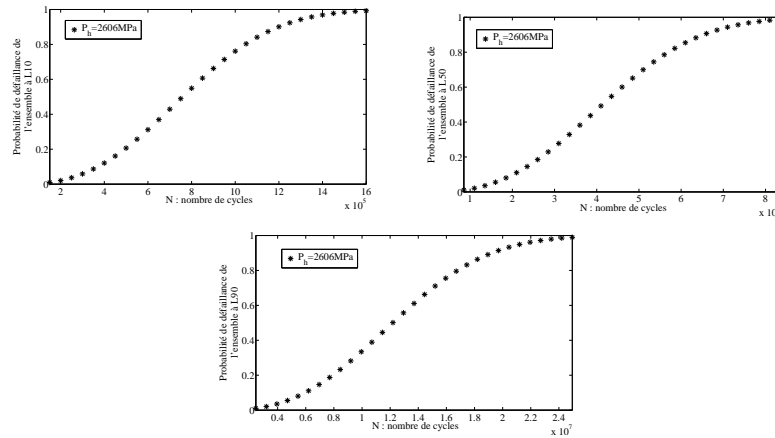 1
0.8
0.6
0.4
0.2
0
Probabilité de défaillance de
l'ensemble à L10
P_h=2606MPa
2 4 6 8 10 12 14 16
N : nombre de cycles
x 10^5
1
0.8
0.6
0.4
0.2
0
Probabilité de défaillance de
l'ensemble à L50
P_h=2606MPa
1 2 3 4 5 6 7 8
N : nombre de cycles
x 10
1
0.8
0.6
0.4
0.2
0
Probabilité de défaillance de
l'ensemble à L90
P_h=2606MPa
0.4 0.6 0.8 1 1.2 1.4 1.6 1.8 2 2.2 2.4
N : nombre de cycles
x 10^7